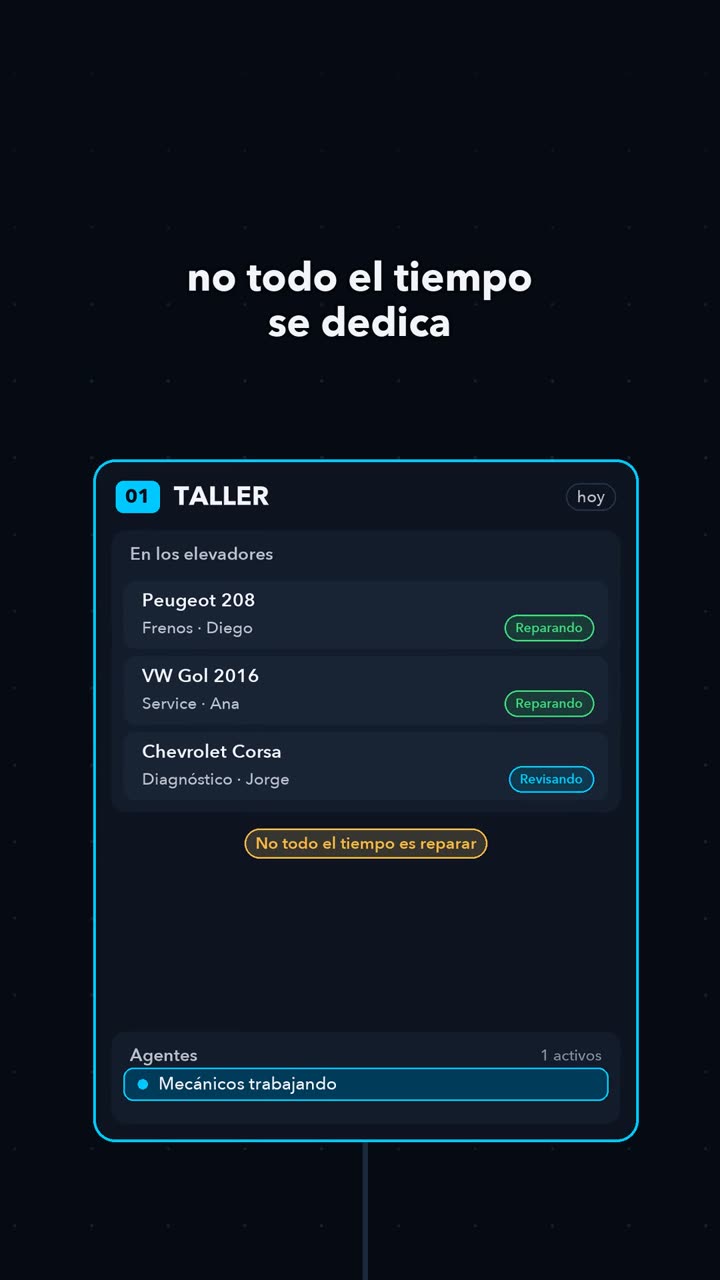 no todo el tiempo
se dedica
01 TALLER hoy
En los elevadores
Peugeot 208
Frenos · Diego Reparando
VW Gol 2016
Service · Ana Reparando
Chevrolet Corsa
Diagnóstico · Jorge Revisando
No todo el tiempo es reparar
Agentes 1 activos
Mecánicos trabajando